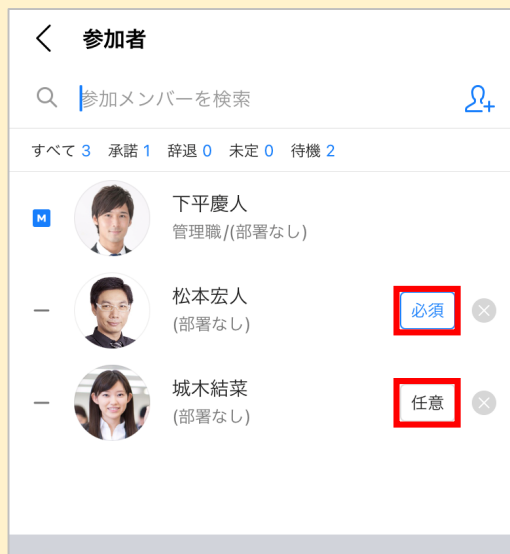 参加者
参加メンバーを検索
すべて 3 承諾 1 辞退 0 未定 0 待機 2
M
下平慶人
管理職/(部署なし)
松本宏人
(部署なし)
必須
城木結菜
(部署なし)
任意